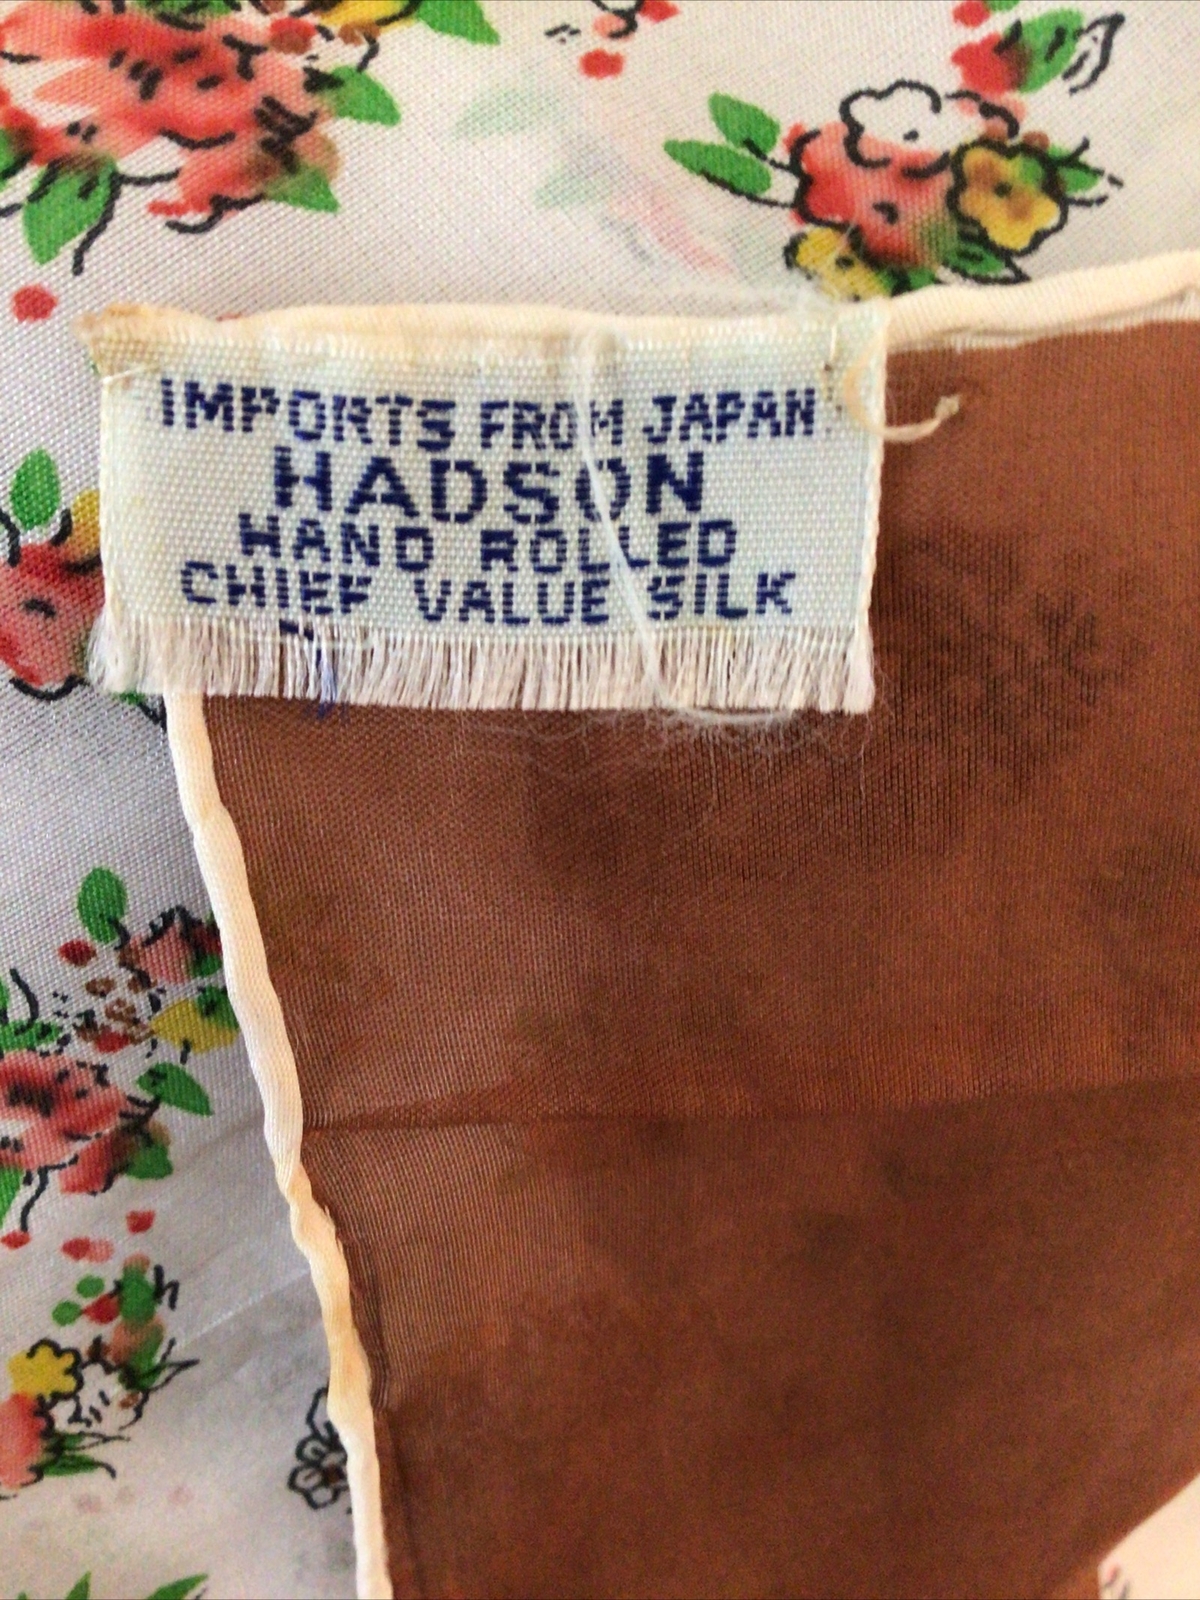 IMPORTS FROM JAPAN
HADSON
HAND ROLLED
CHIEF VALUE SILK